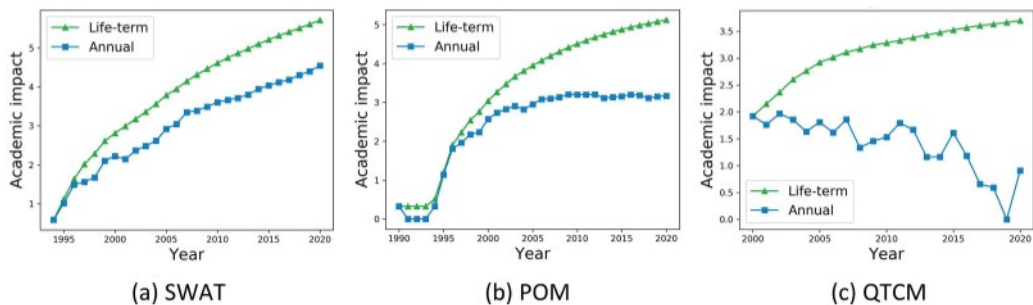 Academic impact
5
4
3
2
1
Life-term
Annual
1995 2000 2005 2010 2015 2020
Year
(a) SWAT
Academic impact
5
4
3
2
1
0
Life-term
Annual
1990 1995 2000 2005 2010 2015 2020
Year
(b) POM
Academic impact
3.5
3.0
2.5
2.0
1.5
1.0
0.5
0.0
Life-term
Annual
2000 2005 2010 2015 2020
Year
(c) QTCM